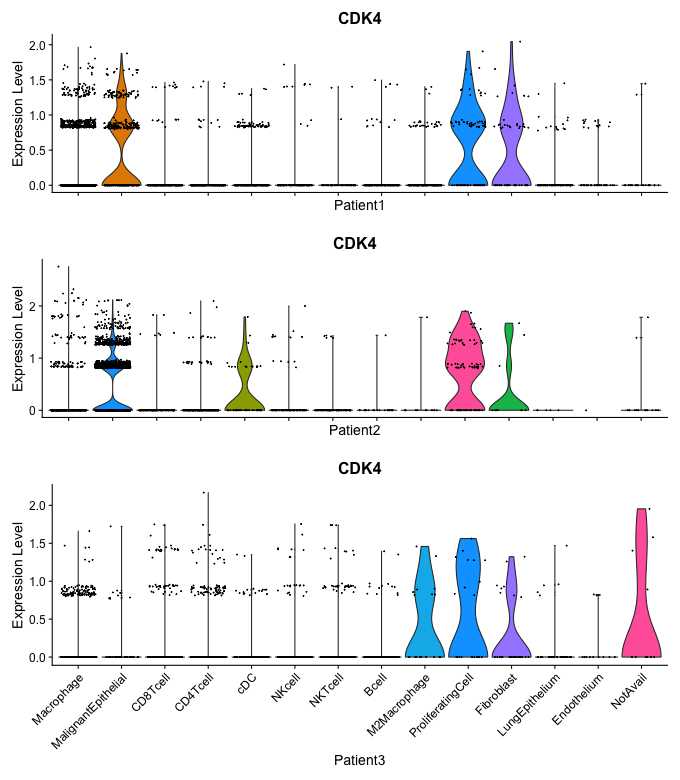 CDK4
Expression Level
2.0
1.5
1.0
0.5
0.0
Patient1
CDK4
Expression Level
2
1
0
Patient2
CDK4
Expression Level
2.0
1.5
1.0
0.5
0.0
Macrophage
MalignantEpithelial
CD8Tcell
CD4Tcell
cDC
NKcell
NKTcell
Bcell
M2Macrophage
ProliferatingCell
Fibroblast
LungEpithelium
Endothelium
NotAvail
Patient3